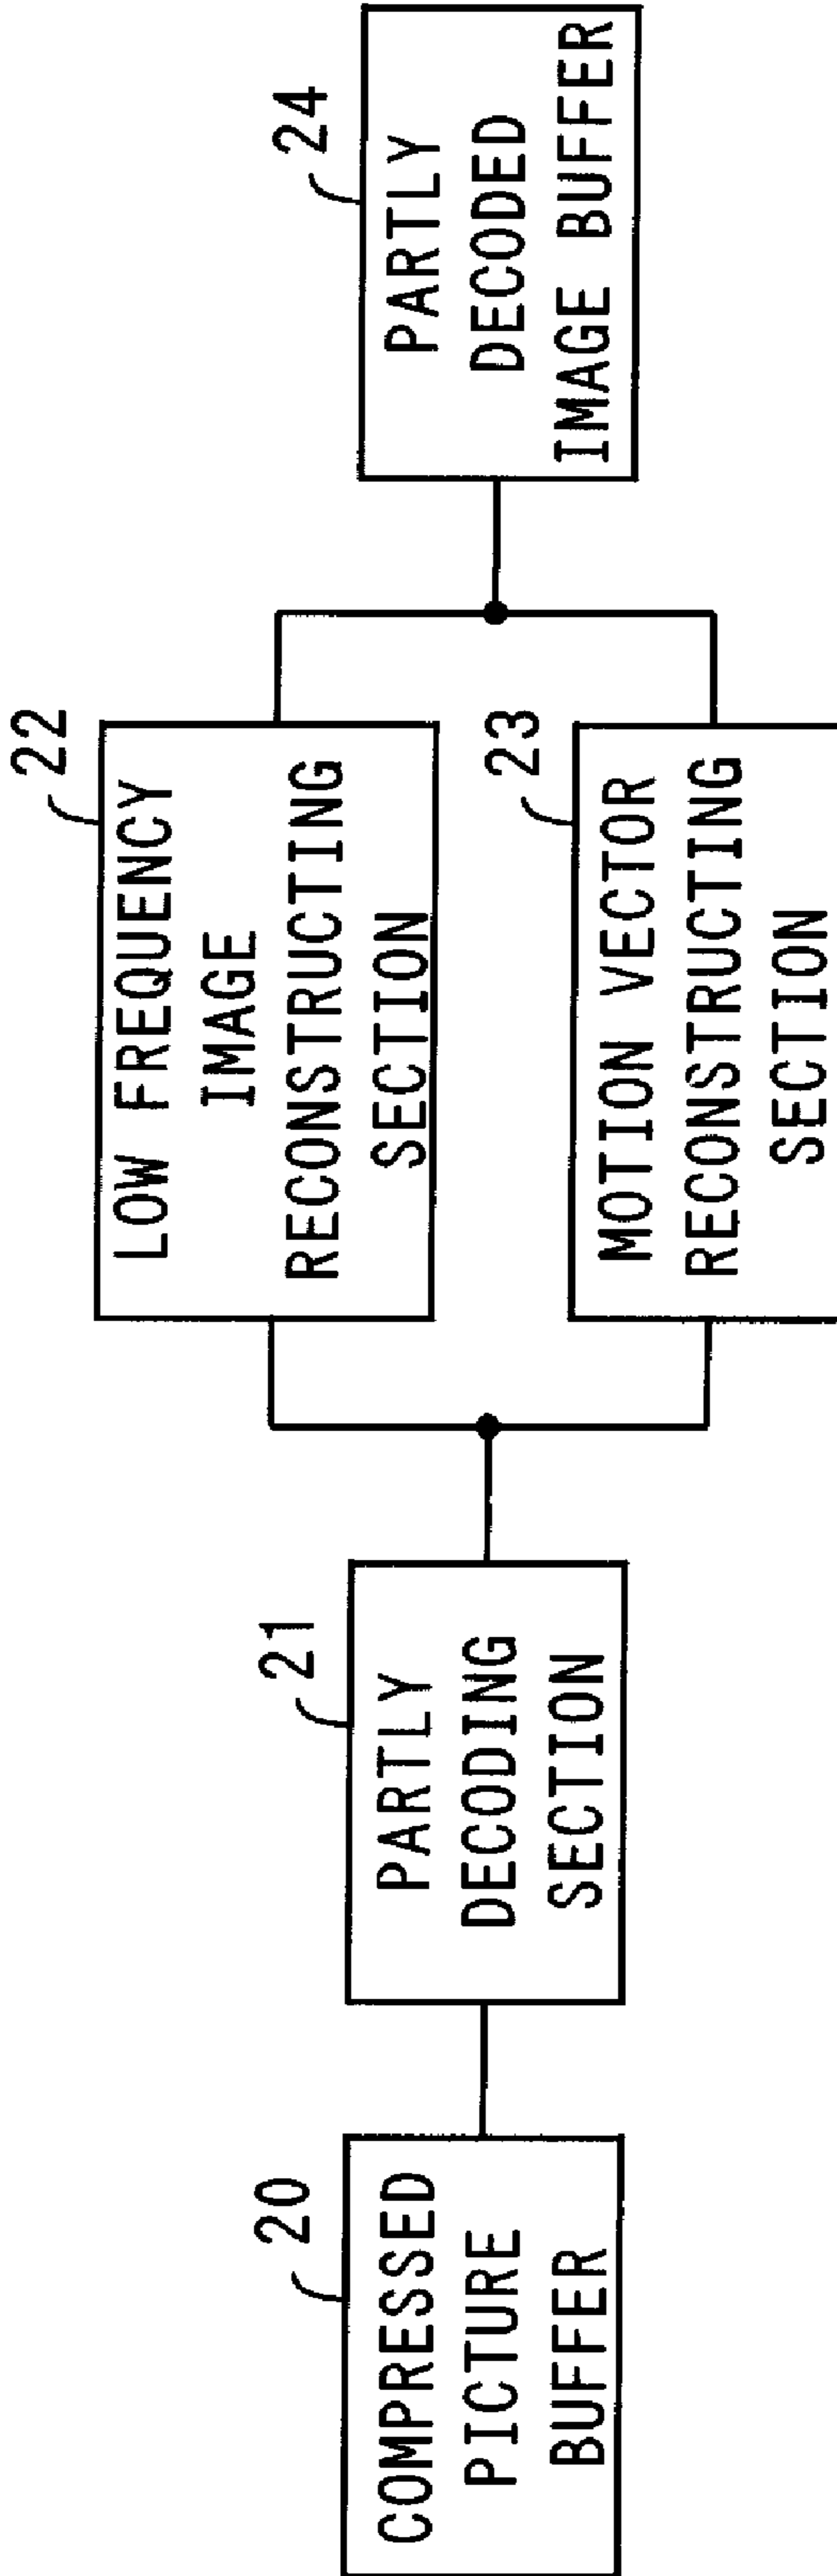 20
COMPRESSED
PICTURE
BUFFER
21
PARTLY
DECODING
SECTION
22
LOW FREQUENCY
IMAGE
RECONSTRUCTING
SECTION
23
MOTION VECTOR
RECONSTRUCTING
SECTION
24
PARTLY
DECODED
IMAGE BUFFER